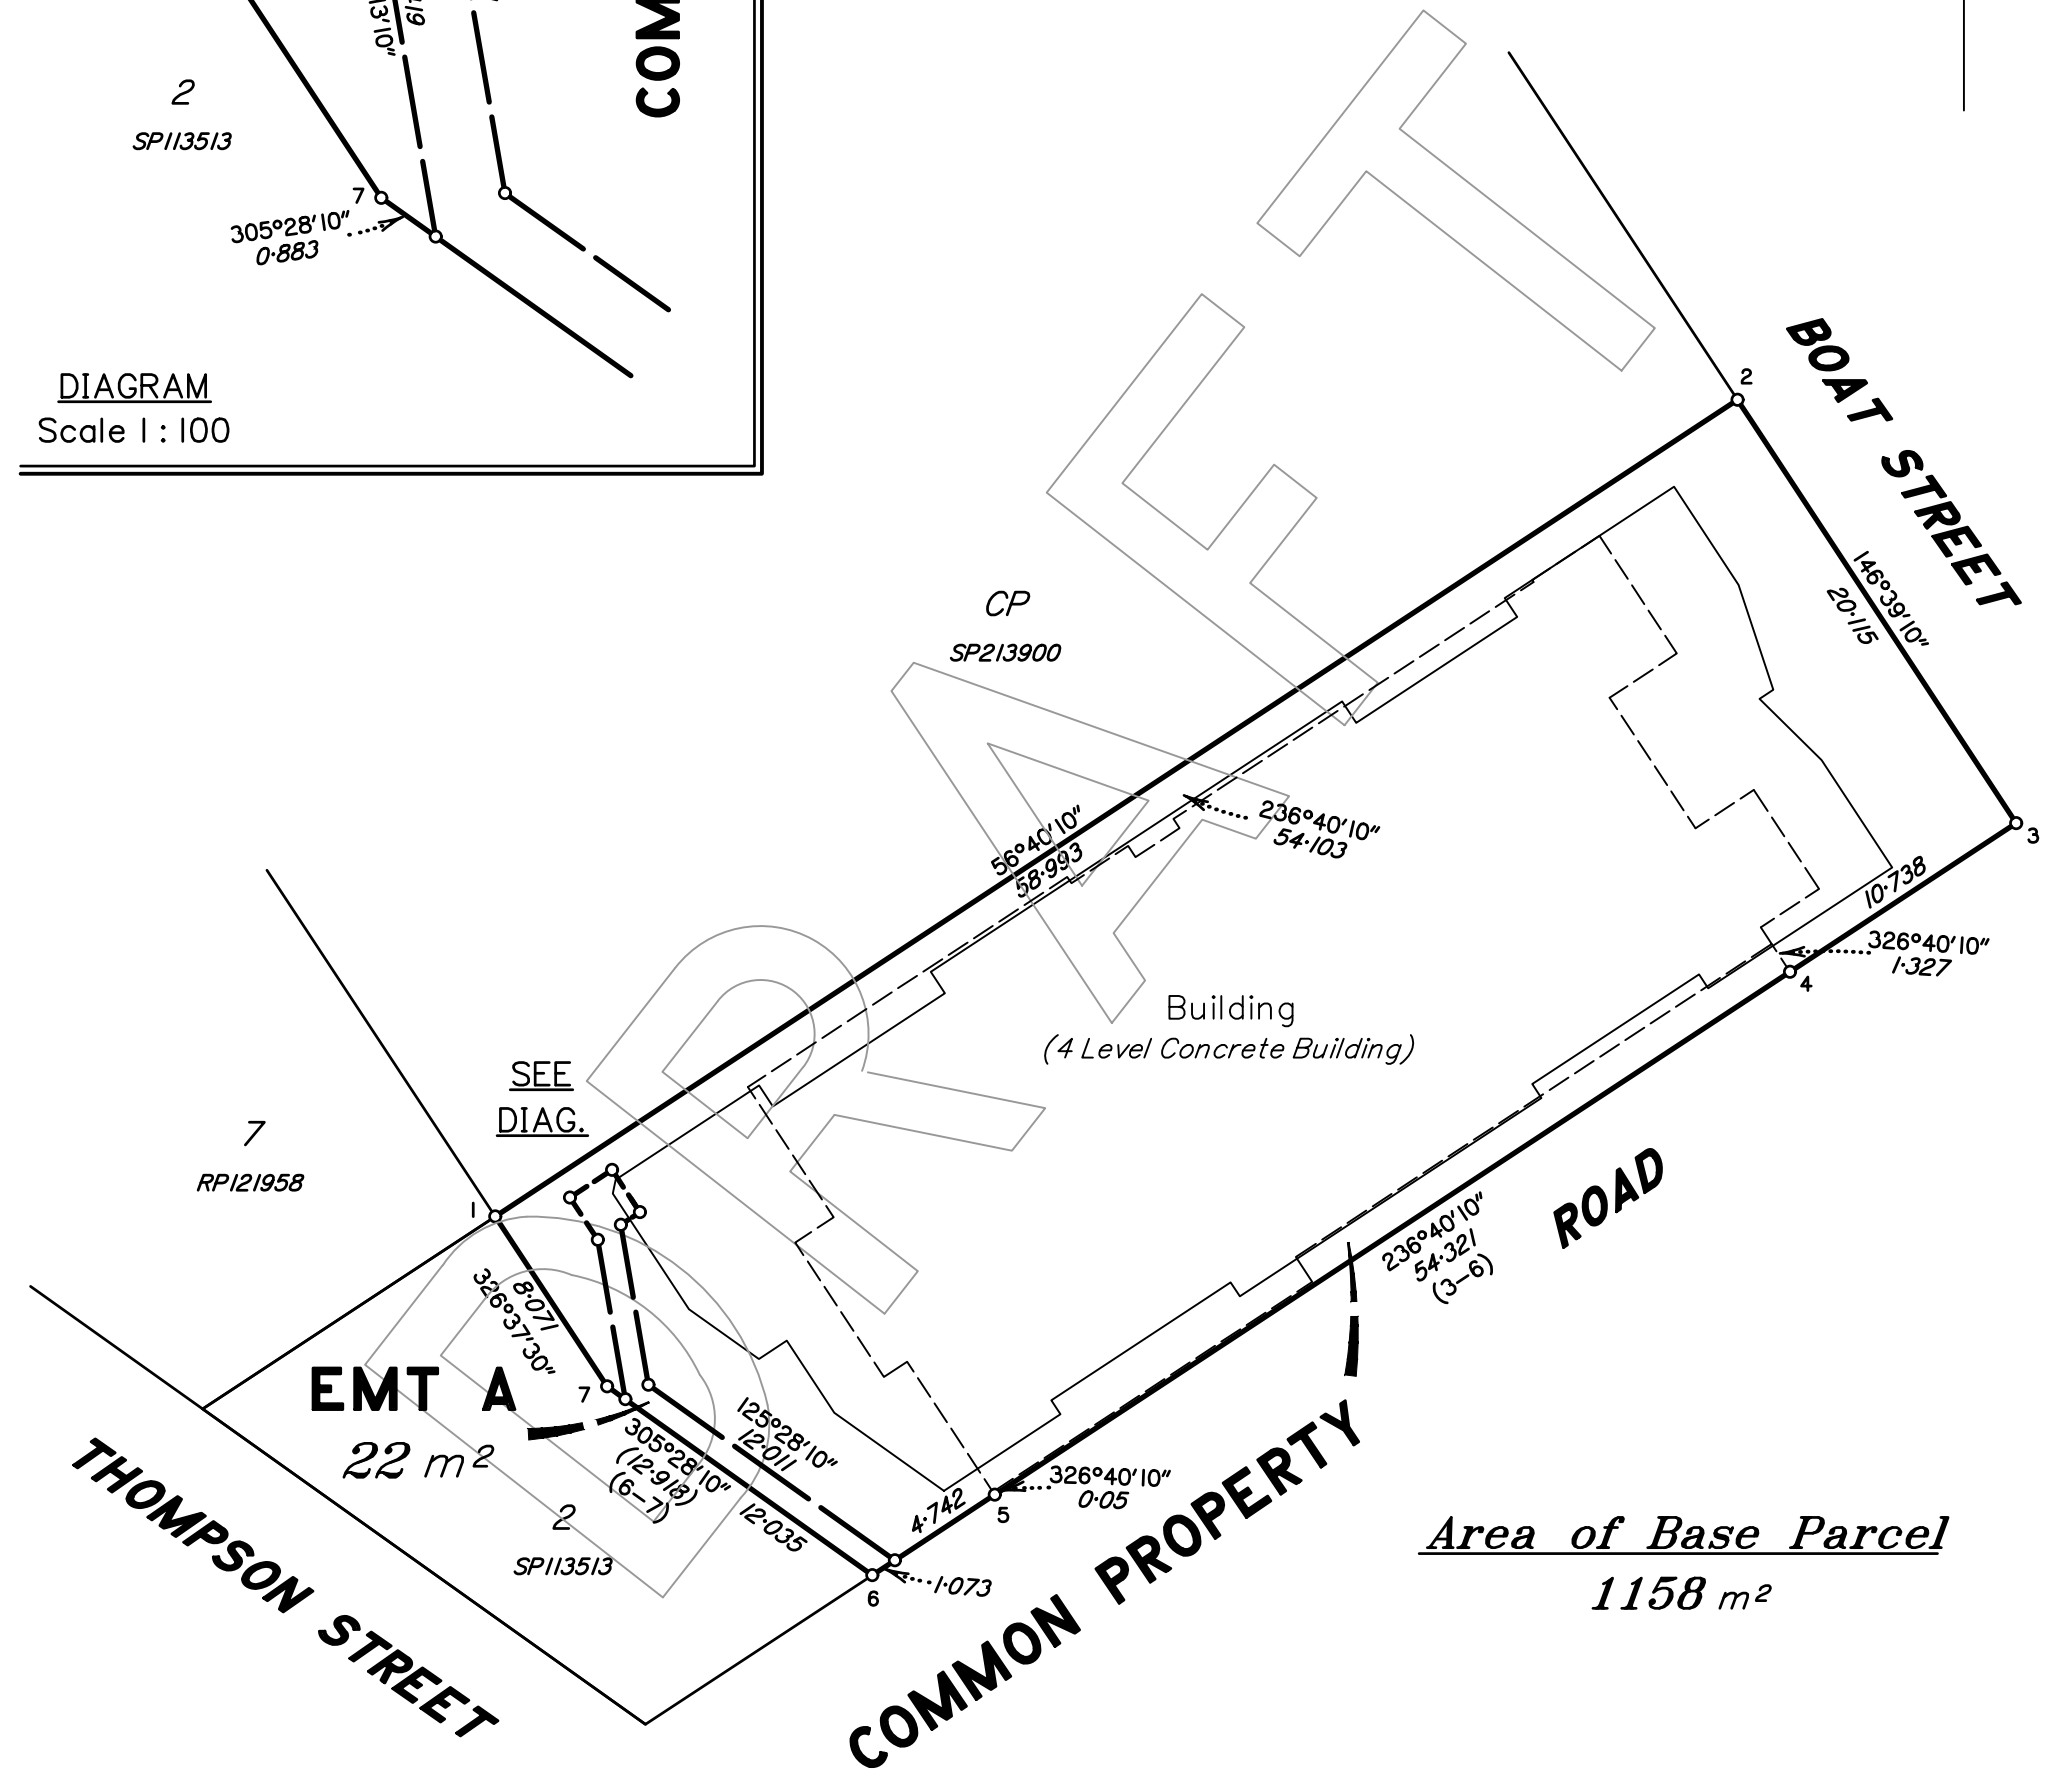 ·19
13'10"
COM
2
SP113513
7
305°28'10"
0·883
DIAGRAM
Scale 1 : 100
2
BOAT STREET
146°39'10"
20·115
CP
SP213900
56°40'10"
58·993
236°40'10"
54·103
3
10·738
326°40'10"
1·327
4
Building
(4 Level Concrete Building)
SEE
DIAG.
7
RP121958
1
ROAD
236°40'10"
54·321
(3–6)
8·071
326°37'30"
EMT A
22 m²
7
125°28'10"
12·011
305°28'10"
(12·918)
(6–7)
12·035
2
SP113513
4·742
5
326°40'10"
0·05
1·073
6
THOMPSON STREET
COMMON PROPERTY
Area of Base Parcel
1158 m²
DRAFT